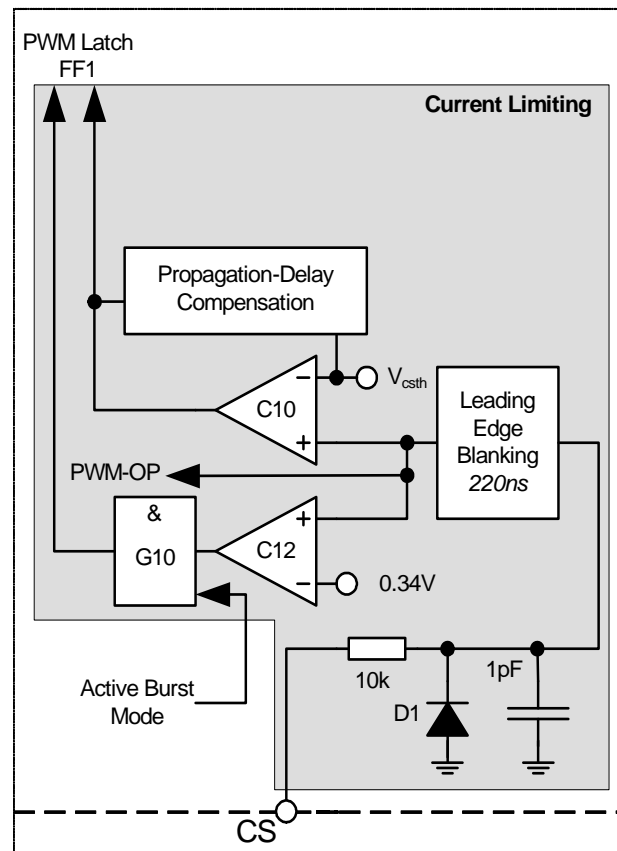 PWM Latch
FF1
Current Limiting
Propagation-Delay
Compensation
Vcsth
C10
Leading
Edge
Blanking
220ns
PWM-OP
&
G10
C12
0.34V
10k
1pF
D1
Active Burst
Mode
CS